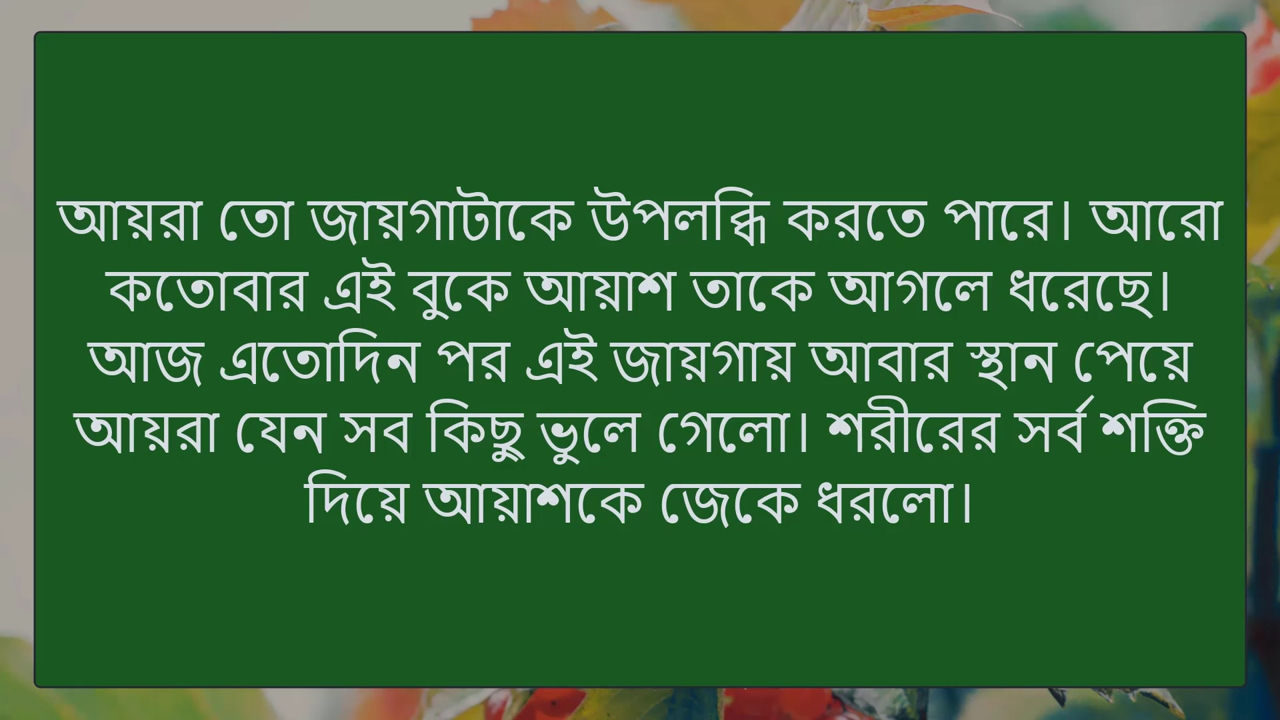 আয়রা তো জায়গাটাকে উপলব্ধি করতে পারে। আরো
কতোবার এই বুকে আয়াশ তাকে আগলে ধরেছে।
আজ এতোদিন পর এই জায়গায় আবার স্থান পেয়ে
আয়রা যেন সব কিছু ভুলে গেলো। শরীরের সর্ব শক্তি
দিয়ে আয়াশকে জেকে ধরলো।